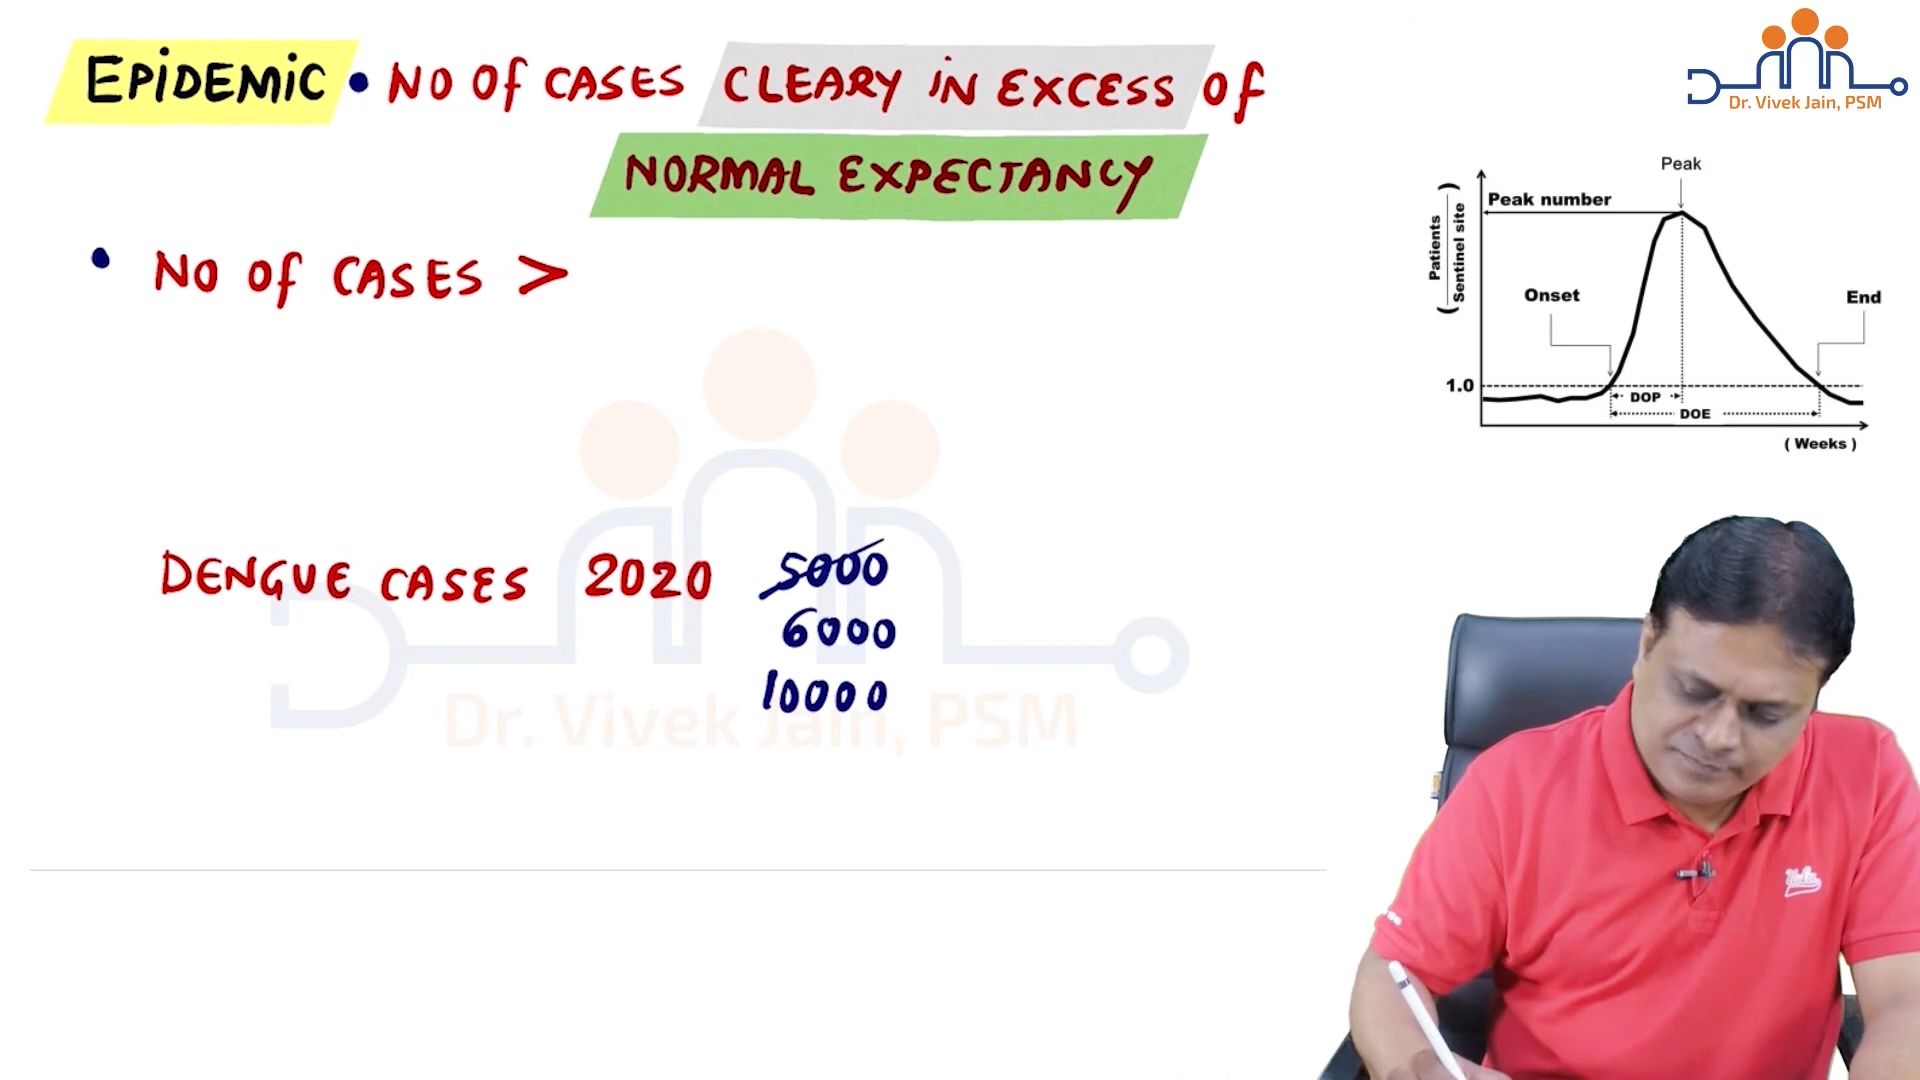 EPIDEMIC • NO OF CASES CLEARY IN EXCESS OF
NORMAL EXPECTANCY
• NO OF CASES >
DENGUE CASES 2020 5000
6000
10000
Dr. Vivek Jain, PSM
Dr. Vivek Jain, PSM
Peak
Peak number
Patients
Sentinel site
Onset
End
1.0
DOP
DOE
( Weeks )